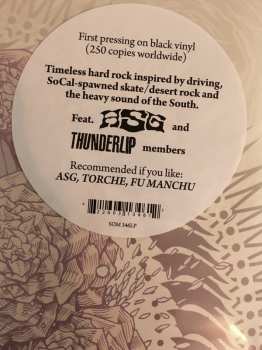 First pressing on black vinyl
(250 copies worldwide)
Timeless hard rock inspired by driving,
SoCal-spawned skate/desert rock and
the heavy sound of the South.
Feat. ASG and
THUNDERLIP members
Recommended if you like:
ASG, TORCHE, FU MANCHU